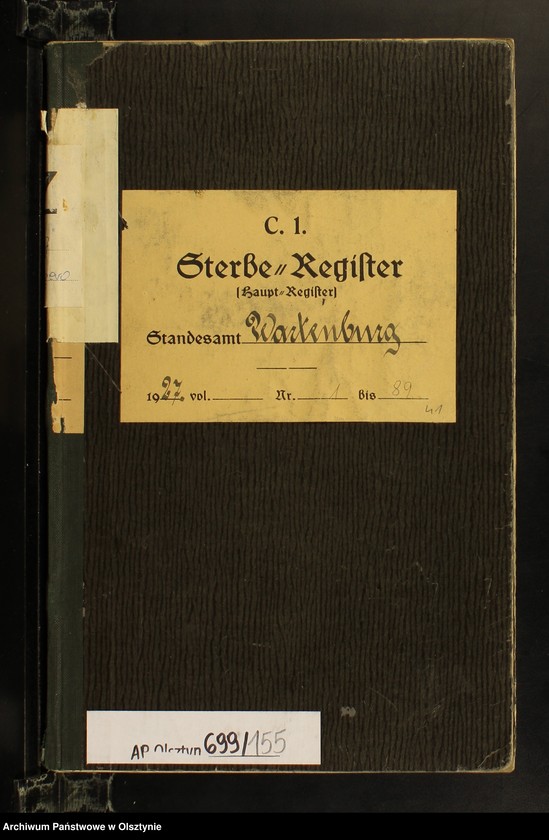 C. 1.
Sterbe⸗Register
(Haupt⸗Register)
Standesamt Wartenburg
1927. vol. Nr. 1 bis 89
41
AP Olsztyn 699/155
Archiwum Państwowe w Olsztynie